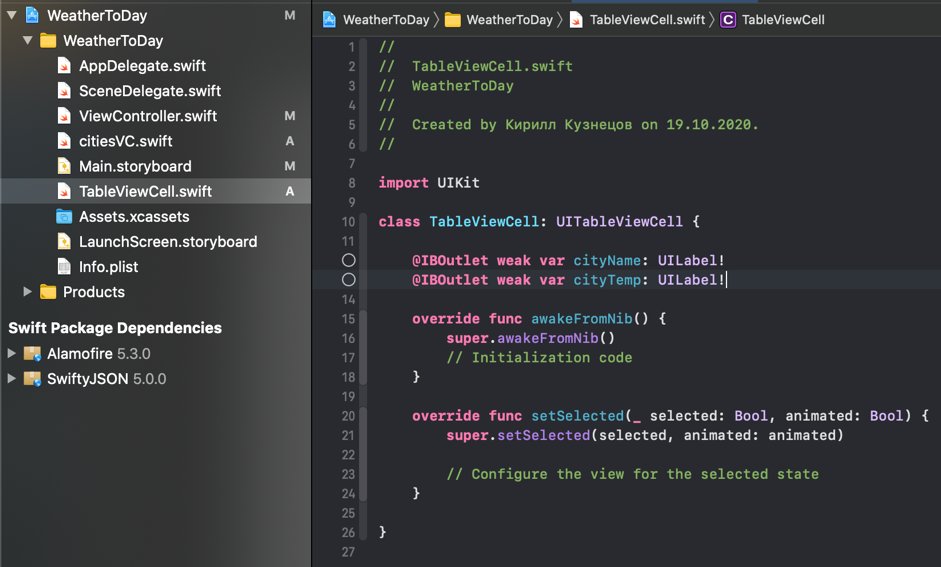 WeatherToDay M
WeatherToDay
AppDelegate.swift
SceneDelegate.swift
ViewController.swift M
citiesVC.swift A
Main.storyboard M
TableViewCell.swift A
Assets.xcassets
LaunchScreen.storyboard
Info.plist
Products
Swift Package Dependencies
Alamofire 5.3.0
SwiftyJSON 5.0.0
WeatherToDay WeatherToDay TableViewCell.swift C TableViewCell
1 //
2 //  TableViewCell.swift
3 //  WeatherToDay
4 //
5 //  Created by Кирилл Кузнецов on 19.10.2020.
6 //
7
8 import UIKit
9
10 class TableViewCell: UITableViewCell {
11
@IBOutlet weak var cityName: UILabel!
@IBOutlet weak var cityTemp: UILabel!
14
15 override func awakeFromNib() {
16 super.awakeFromNib()
17 // Initialization code
18 }
19
20 override func setSelected(_ selected: Bool, animated: Bool) {
21 super.setSelected(selected, animated: animated)
22
23 // Configure the view for the selected state
24 }
25
26 }
27